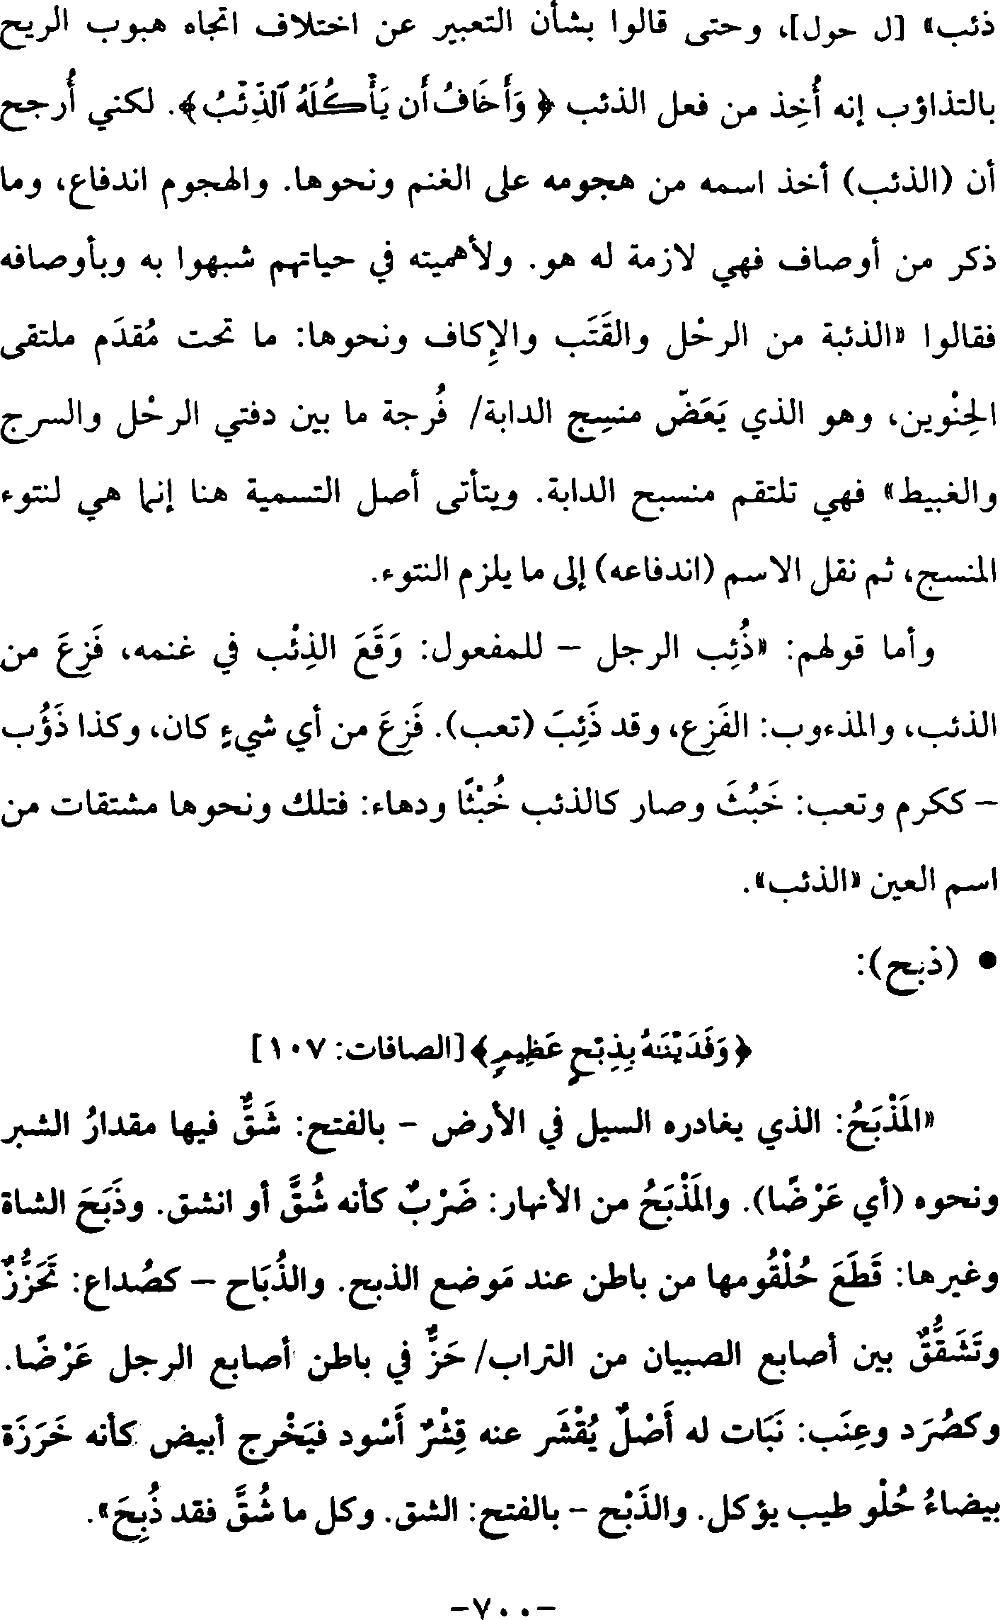 ذئب» [ل حول]، وحتى قالوا بشأن التعبير عن اختلاف اتجاه هبوب الريح
بالتذاؤب إنه أُخِذ من فعل الذئب ﴿وَأَخَافُ أَن يَأْكُلَهُ ٱلذِّئْبُ﴾. لكني أُرجح
أن (الذئب) أخذ اسمه من هجومه على الغنم ونحوها. والهجوم اندفاع، وما
ذكر من أوصاف فهي لازمة له هو. ولأهميته في حياتهم شبهوا به وبأوصافه
فقالوا «الذئبة من الرحْل والقَتَب والإكاف ونحوها: ما تحت مُقدَم ملتقى
الحِنْوين، وهو الذي يَعَضّ منسِج الدابة/ فُرجة ما بين دفتي الرحْل والسرج
والغبيط» فهي تلتقم منسبح الدابة. ويتأتى أصل التسمية هنا إنما هي لنتوء
المنسج، ثم نقل الاسم (اندفاعه) إلى ما يلزم النتوء.
وأما قولهم: «ذُئِب الرجل – للمفعول: وَقَعَ الذِئْب في غنمه، فَزِعَ من
الذئب، والمذءوب: الفَزِع، وقد ذَئِبَ (تعب). فَزِعَ من أي شيءٍ كان، وكذا ذَؤُب
– ككرم وتعب: خَبُثَ وصار كالذئب خُبْثًا ودهاء: فتلك ونحوها مشتقات من
اسم العين «الذئب».
• (ذبح):
﴿وَفَدَيْنَٰهُ بِذِبْحٍ عَظِيمٍ﴾ [الصافات: ١٠٧]
«المَذْبَحُ: الذي يغادره السيل في الأرض – بالفتح: شَقٌّ فيها مقدارُ الشبر
ونحوه (أي عَرْضًا). والمَذْبَحُ من الأنهار: ضَرْبٌ كأنه شُقَّ أو انشق. وذَبَحَ الشاة
وغيرها: قَطَعَ حُلْقُومها من باطن عند مَوضع الذبح. والذُبَاح – كصُداع: تَحَزُّزٌ
وتَشَقُّقٌ بين أصابع الصبيان من التراب/ حَزٌّ في باطن أصابع الرجل عَرْضًا.
وكصُرَد وعِنَب: نَبَات له أَصْلٌ يُقْشَر عنه قِشْرٌ أَسْود فيَخْرج أبيض كأنه خَرَزَة
بيضاءُ حُلْو طيب يؤكل. والذَبْح – بالفتح: الشق. وكل ما شُقَّ فقد ذُبِحَ».
-٧٠٠-